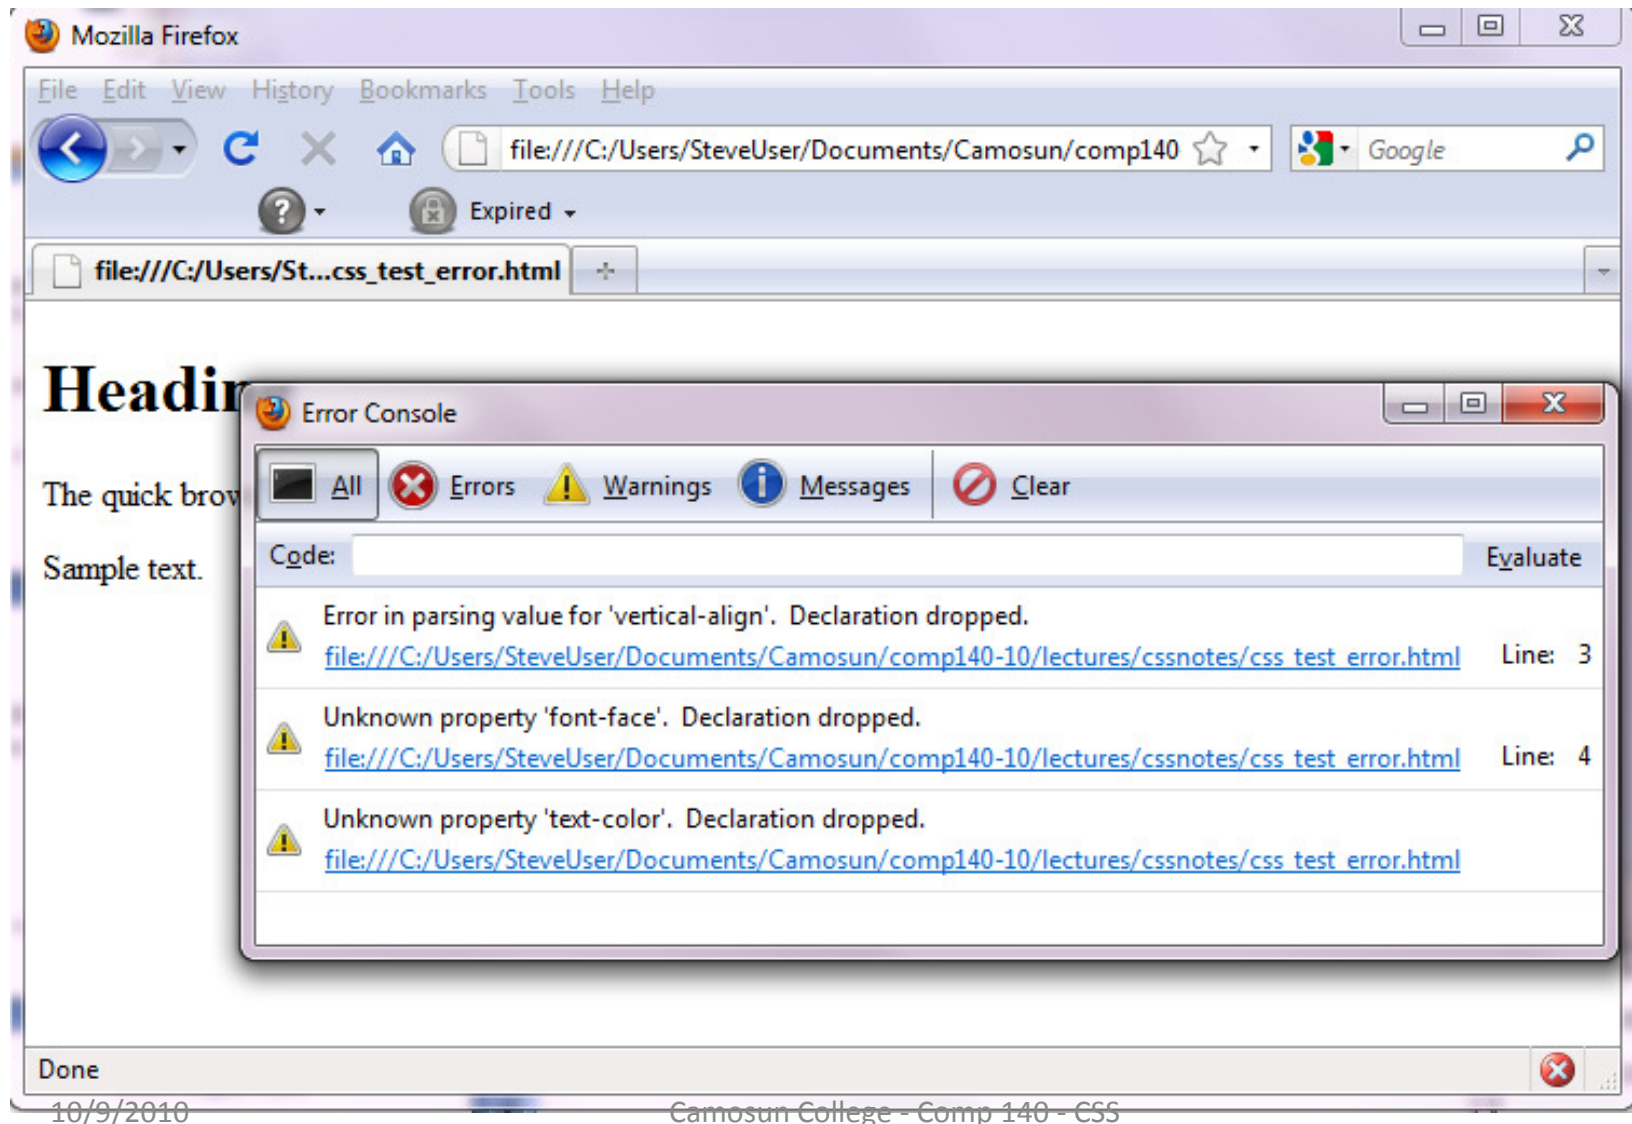 Mozilla Firefox
File Edit View History Bookmarks Tools Help
file:///C:/Users/SteveUser/Documents/Camosun/comp140
Google
Expired
file:///C:/Users/St...css_test_error.html
Headin
Error Console
All Errors Warnings Messages Clear
The quick brow
Code: Evaluate
Sample text.
Error in parsing value for 'vertical-align'. Declaration dropped.
file:///C:/Users/SteveUser/Documents/Camosun/comp140-10/lectures/cssnotes/css_test_error.html Line: 3
Unknown property 'font-face'. Declaration dropped.
file:///C:/Users/SteveUser/Documents/Camosun/comp140-10/lectures/cssnotes/css_test_error.html Line: 4
Unknown property 'text-color'. Declaration dropped.
file:///C:/Users/SteveUser/Documents/Camosun/comp140-10/lectures/cssnotes/css_test_error.html
Done
10/9/2010 Camosun College - Comp 140 - CSS